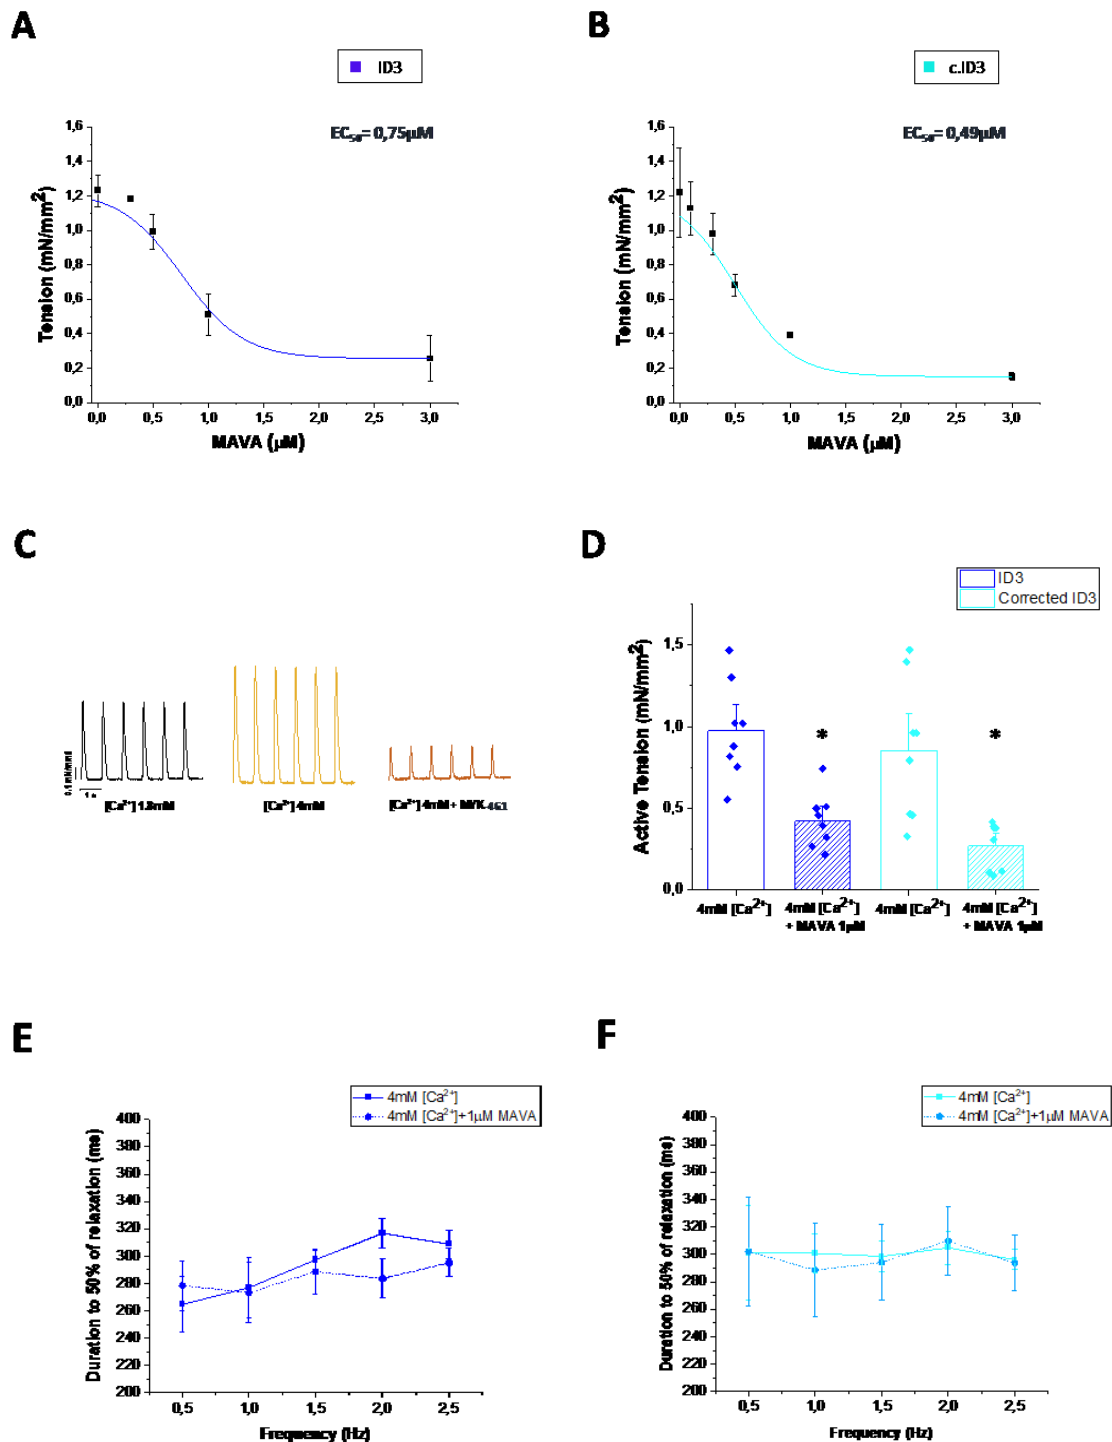 A
ID3
EC50= 0,75µM
1,6
1,4
1,2
1,0
0,8
0,6
0,4
0,2
0,0
Tension (mN/mm²)
0,0 0,5 1,0 1,5 2,0 2,5 3,0
MAVA (µM)
B
c.ID3
EC50= 0,49µM
1,6
1,4
1,2
1,0
0,8
0,6
0,4
0,2
0,0
Tension (mN/mm²)
0,0 0,5 1,0 1,5 2,0 2,5 3,0
MAVA (µM)
C
1 s
[Ca²⁺] 1.8mM
[Ca²⁺] 4mM
[Ca²⁺] 4mM + MYK-461
D
ID3
Corrected ID3
1,5
1,0
0,5
0,0
Active Tension (mN/mm²)
*
*
4mM [Ca²⁺]
4mM [Ca²⁺]
+ MAVA 1µM
4mM [Ca²⁺]
4mM [Ca²⁺]
+ MAVA 1µM
E
4mM [Ca²⁺]
4mM [Ca²⁺]+1µM MAVA
400
380
360
340
320
300
280
260
240
220
200
Duration to 50% of relaxation (ms)
0,5 1,0 1,5 2,0 2,5
Frequency (Hz)
F
4mM [Ca²⁺]
4mM [Ca²⁺]+1µM MAVA
400
380
360
340
320
300
280
260
240
220
200
Duration to 50% of relaxation (ms)
0,5 1,0 1,5 2,0 2,5
Frequency (Hz)